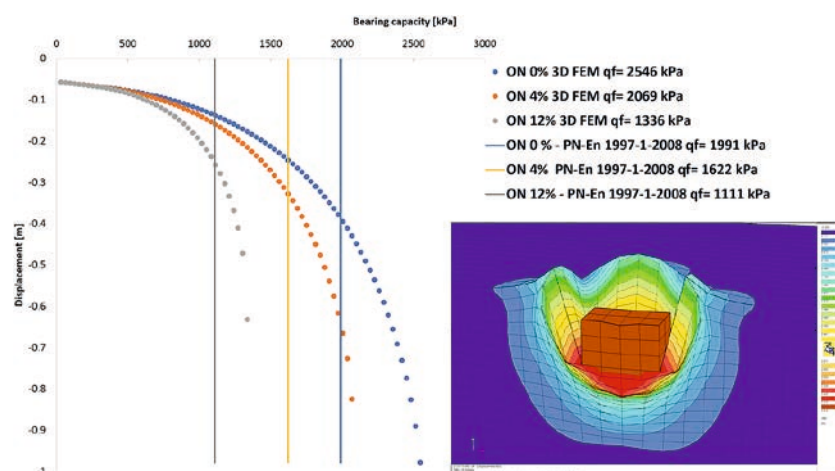 Bearing capacity [kPa]
0
500
1000
1500
2000
2500
3000
0
-0.1
-0.2
-0.3
-0.4
-0.5
-0.6
-0.7
-0.8
-0.9
Displacement [m]
ON 0% 3D FEM qf= 2546 kPa
ON 4% 3D FEM qf= 2069 kPa
ON 12% 3D FEM qf= 1336 kPa
ON 0 % - PN-En 1997-1-2008 qf= 1991 kPa
ON 4%  PN-En 1997-1-2008 qf= 1622 kPa
ON 12% - PN-En 1997-1-2008 qf= 1111 kPa